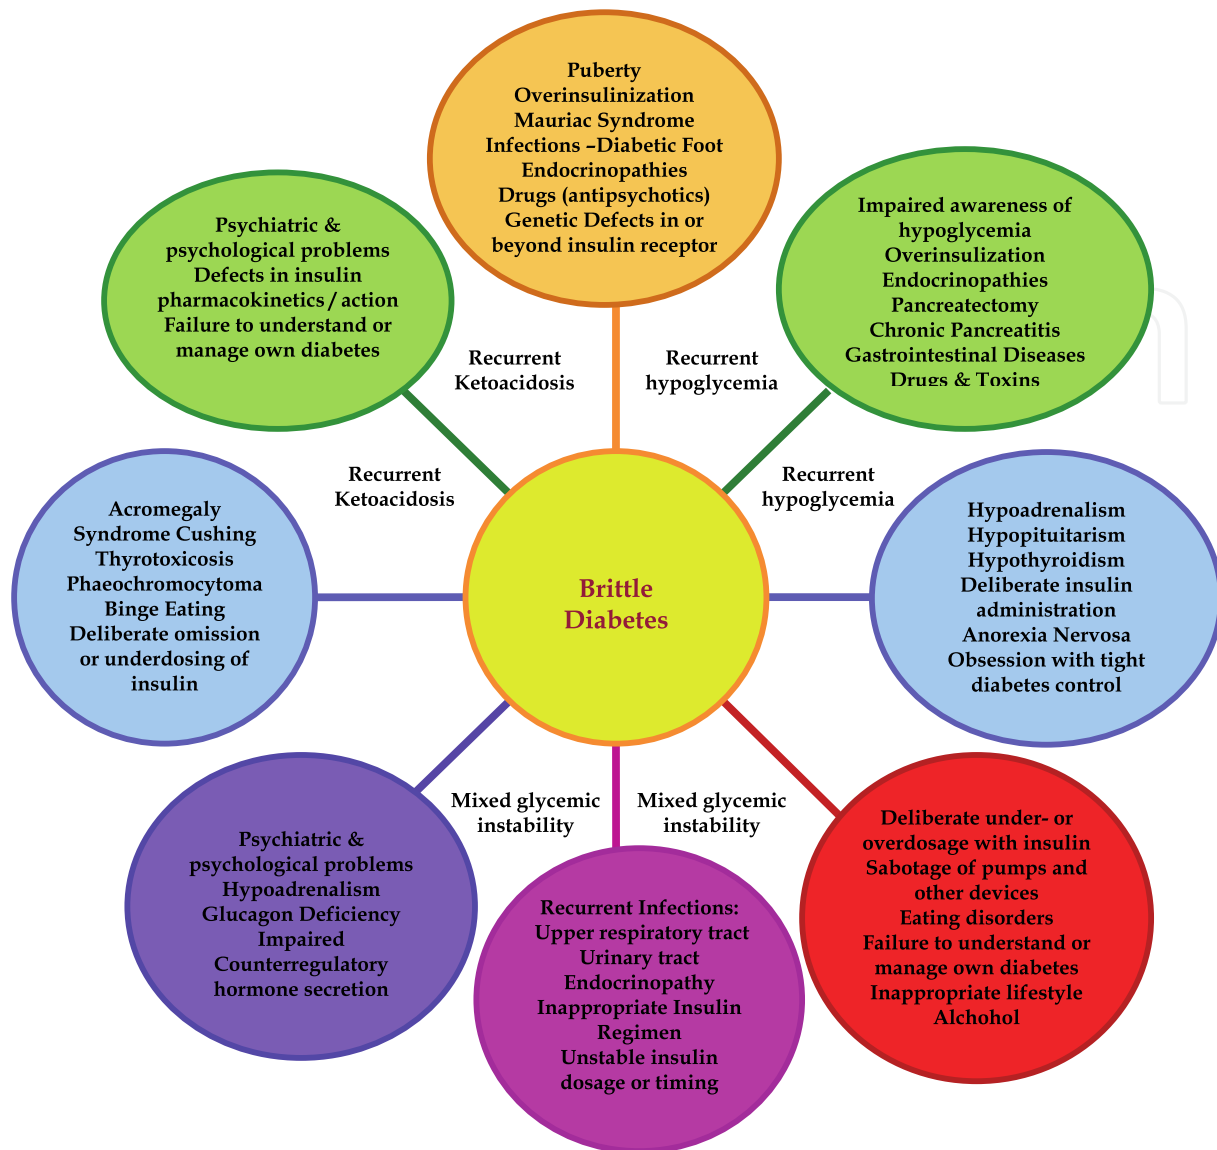 Puberty
Overinsulinization
Mauriac Syndrome
Infections –Diabetic Foot
Endocrinopathies
Drugs (antipsychotics)
Genetic Defects in or
beyond insulin receptor
Psychiatric &
psychological problems
Defects in insulin
pharmacokinetics / action
Failure to understand or
manage own diabetes
Impaired awareness of
hypoglycemia
Overinsulization
Endocrinopathies
Pancreatectomy
Chronic Pancreatitis
Gastrointestinal Diseases
Drugs & Toxins
Recurrent
Ketoacidosis
Recurrent
hypoglycemia
Recurrent
Ketoacidosis
Recurrent
hypoglycemia
Acromegaly
Syndrome Cushing
Thyrotoxicosis
Phaeochromocytoma
Binge Eating
Deliberate omission
or underdosing of
insulin
Brittle
Diabetes
Hypoadrenalism
Hypopituitarism
Hypothyroidism
Deliberate insulin
administration
Anorexia Nervosa
Obsession with tight
diabetes control
Mixed glycemic
instability
Mixed glycemic
instability
Psychiatric &
psychological problems
Hypoadrenalism
Glucagon Deficiency
Impaired
Counterregulatory
hormone secretion
Recurrent Infections:
Upper respiratory tract
Urinary tract
Endocrinopathy
Inappropriate Insulin
Regimen
Unstable insulin
dosage or timing
Deliberate under- or
overdosage with insulin
Sabotage of pumps and
other devices
Eating disorders
Failure to understand or
manage own diabetes
Inappropriate lifestyle
Alchohol